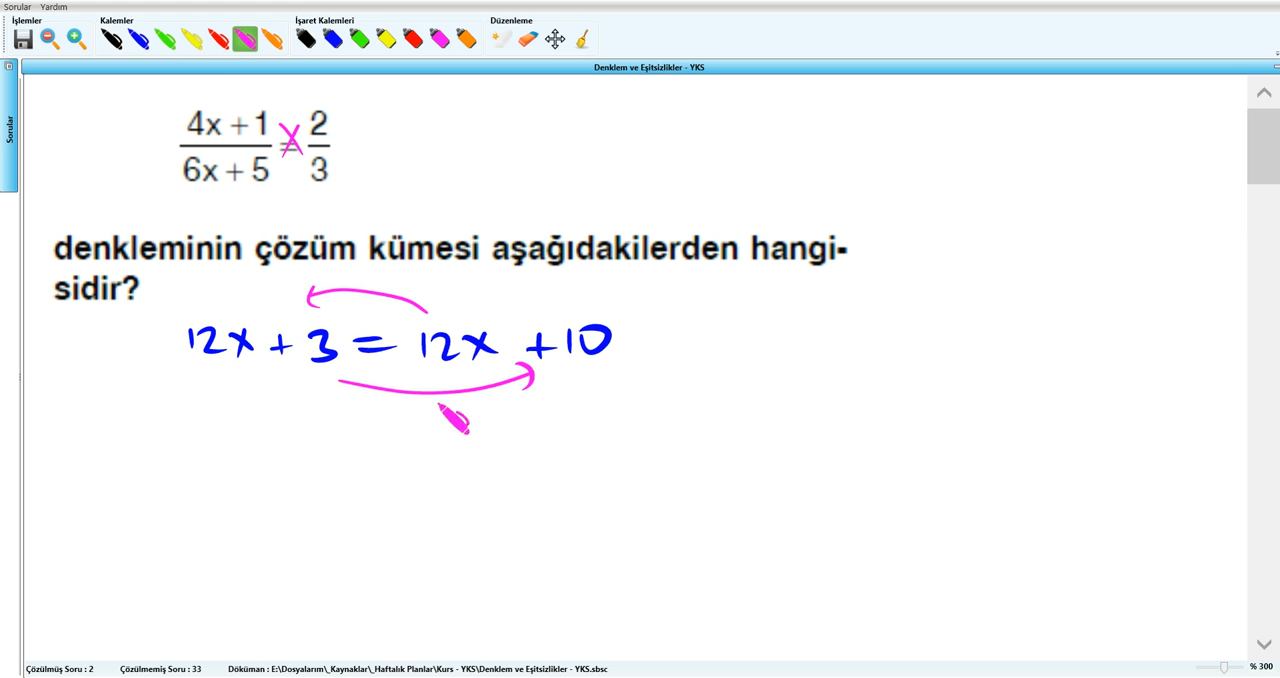 Sorular Yardım
İşlemler Kalemler İşaret Kalemleri Düzenleme
Denklem ve Eşitsizlikler - YKS
Sorular
4x + 1 / 6x + 5 = 2 / 3
denkleminin çözüm kümesi aşağıdakilerden hangi-
sidir?
12x + 3 = 12x + 10
Çözülmüş Soru : 2 Çözülmemiş Soru : 33 Döküman : E:\Dosyalarım\_Kaynaklar\_Haftalık Planlar\Kurs - YKS\Denklem ve Eşitsizlikler - YKS.sbsc % 300